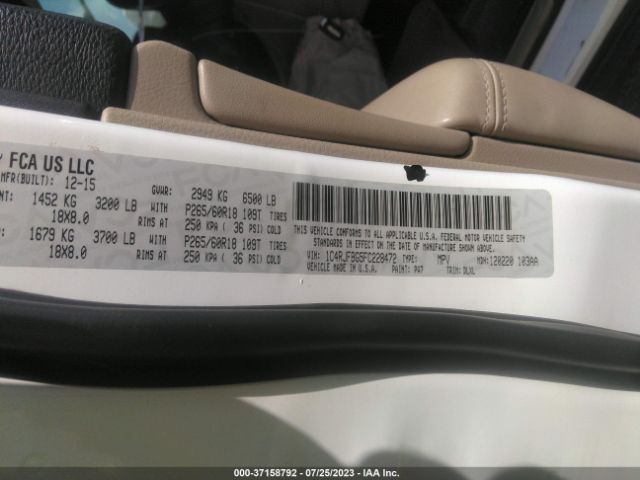 FCA US LLC
MFR(BUILT): 12-15 GVWR: 2949 KG 6500 LB
1452 KG 3200 LB WITH P265/60R18 109T TIRES
18X8.0 RIMS AT 250 KPA ( 36 PSI) COLD
1679 KG 3700 LB WITH P265/60R18 109T TIRES
18X8.0 RIMS AT 250 KPA ( 36 PSI) COLD
THIS VEHICLE CONFORMS TO ALL APPLICABLE U.S.A. FEDERAL MOTOR VEHICLE SAFETY
STANDARDS IN EFFECT ON THE DATE OF MANUFACTURE SHOWN ABOVE.
VIN: 1C4RJFBG5FC228472 TYPE: MPV MDH: 120220 103AA
VEHICLE MADE IN U.S.A. PAINT: PW7 TRIM: DLXL
000-37158792 - 07/25/2023 - IAA Inc.